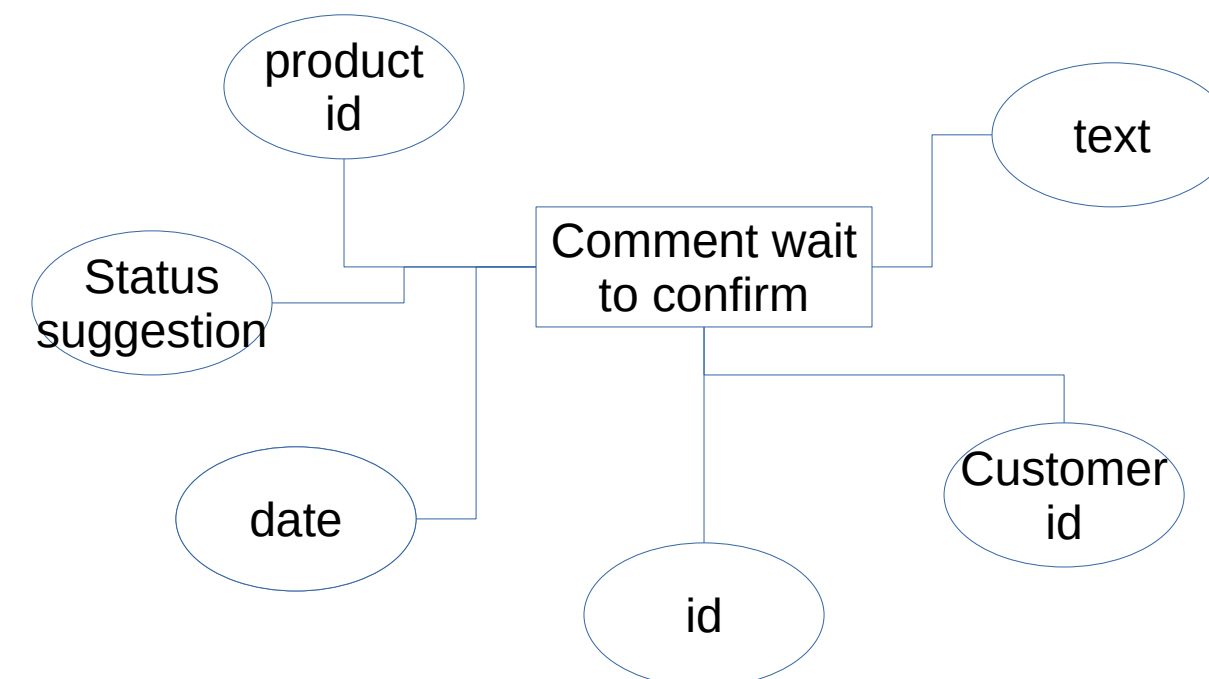 product
id
text
Comment wait
to confirm
Status
suggestion
date
Customer
id
id